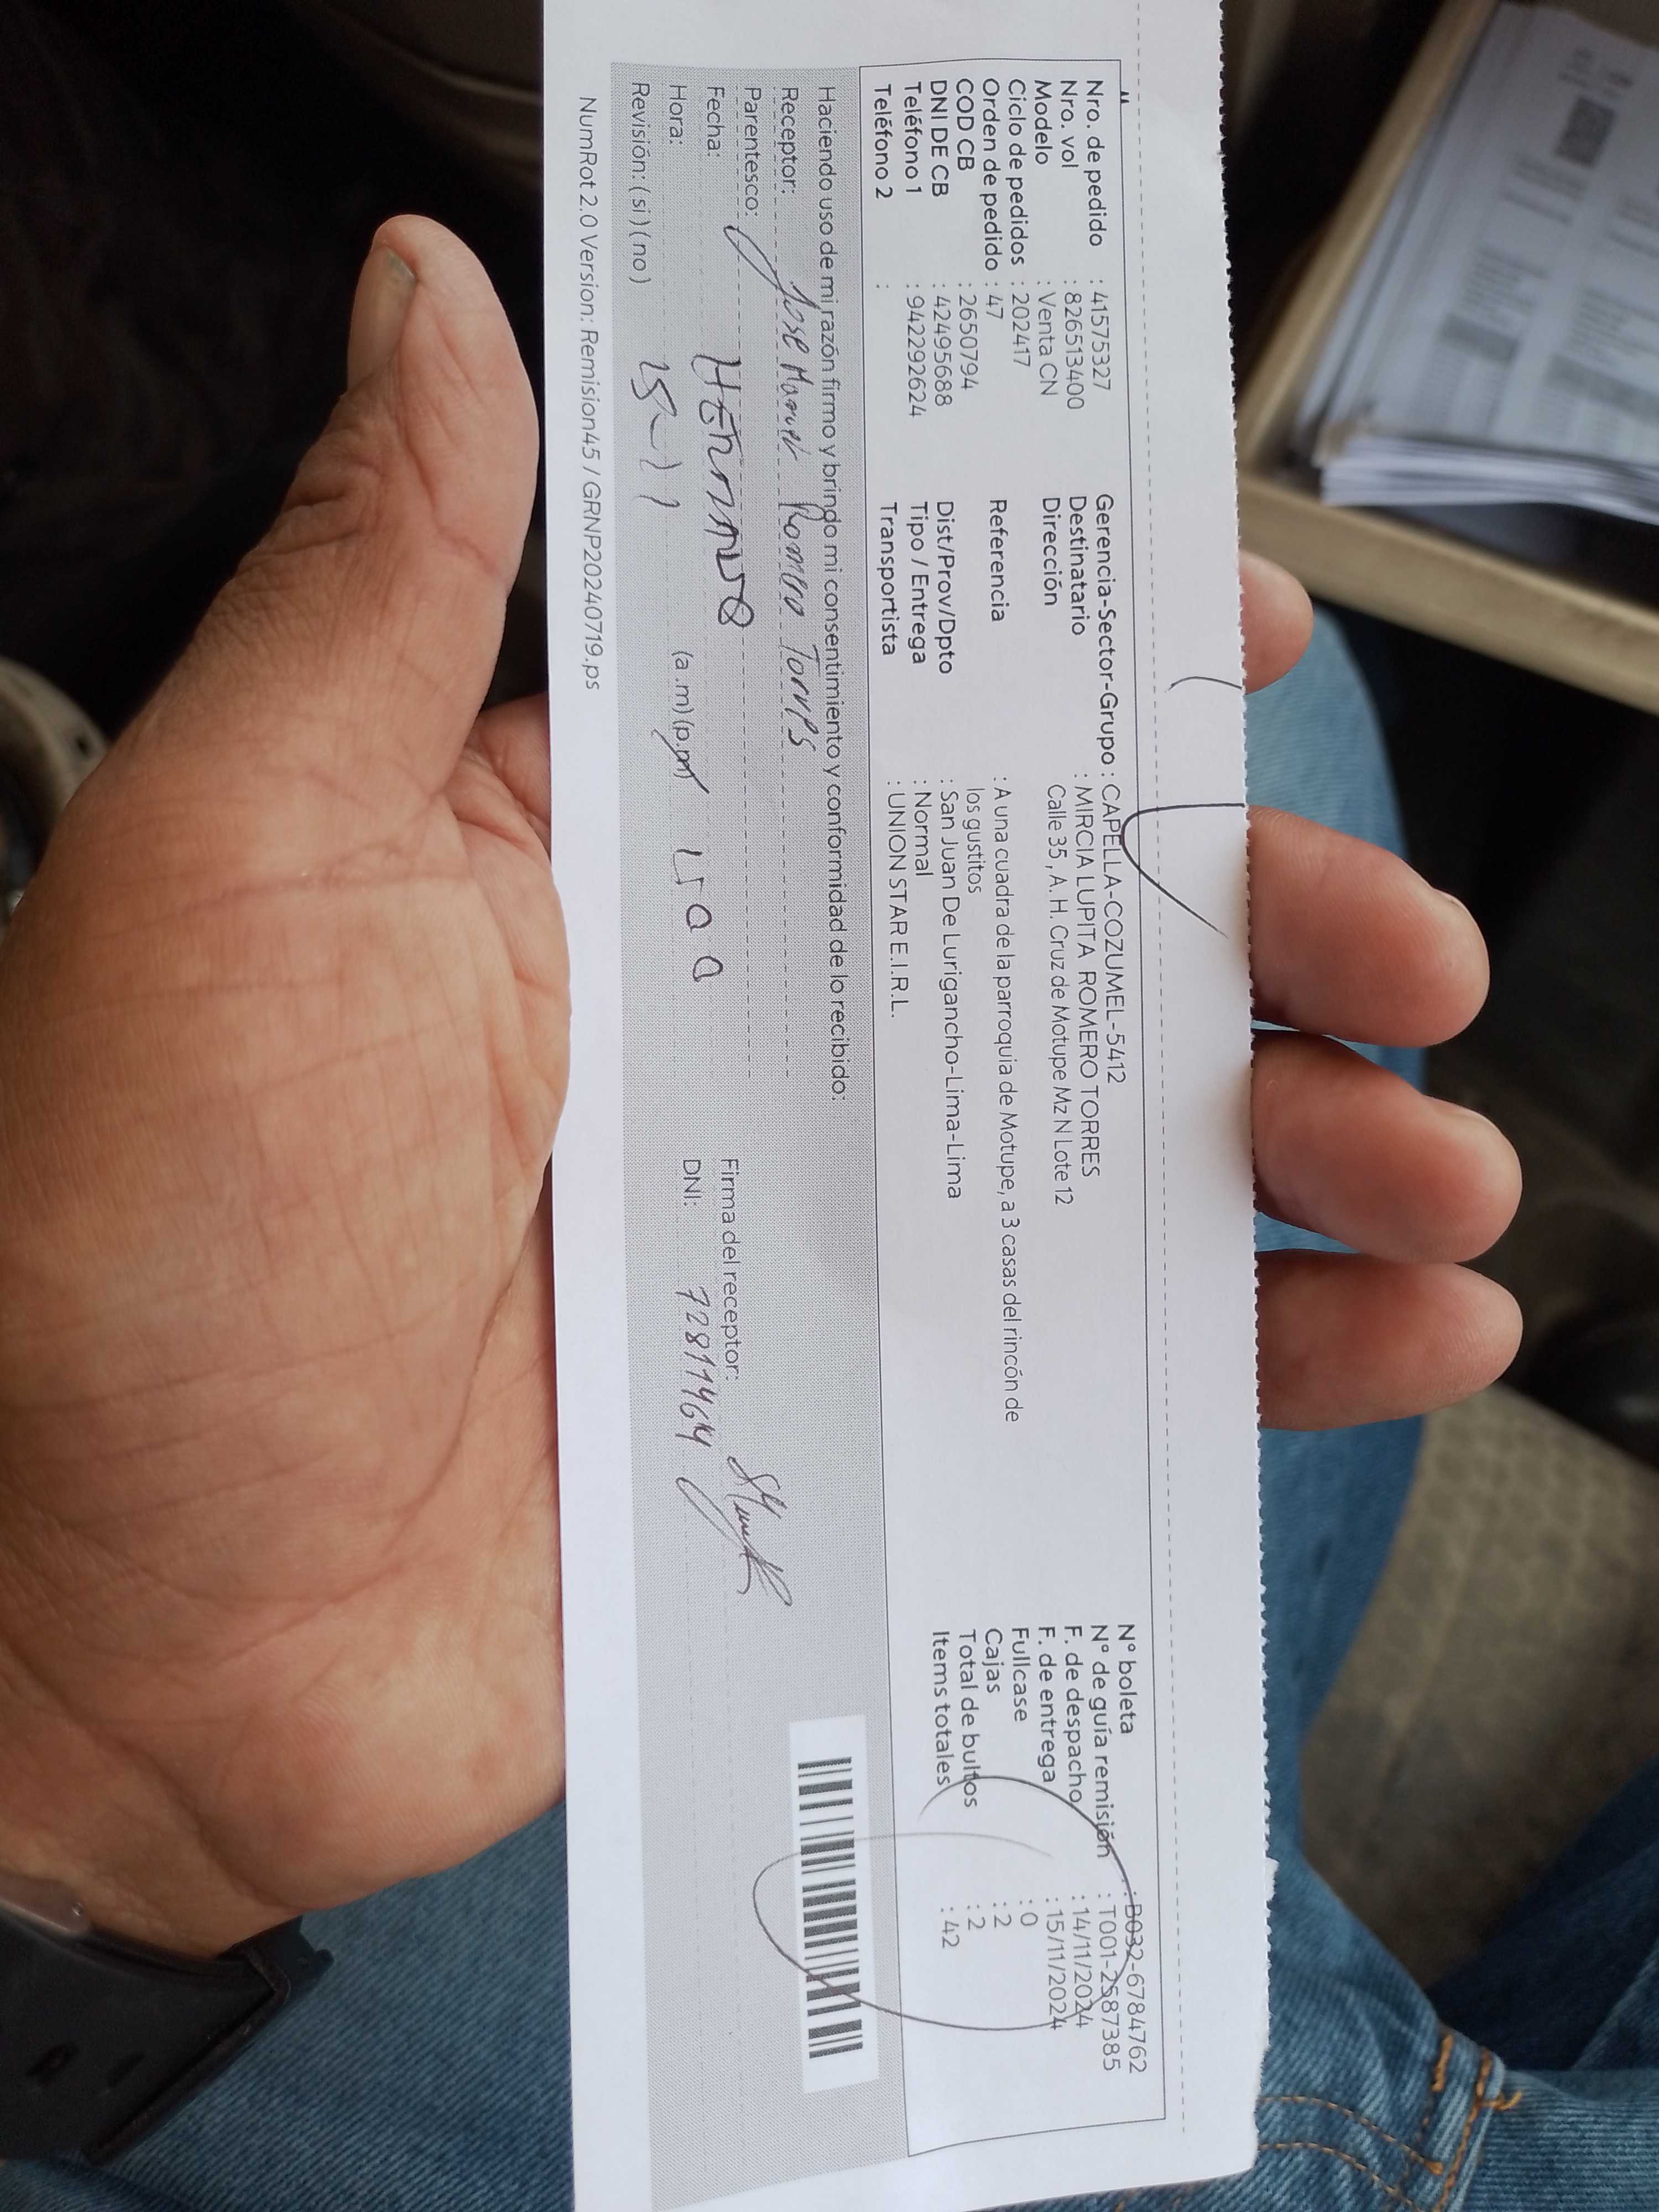 Nro. de pedido : 41575327
Nro. vol : 826513400
Modelo : Venta CN
Ciclo de pedidos : 202417
Orden de pedido : 47
COD CB : 2650794
DNI DE CB : 42495688
Teléfono 1 : 942292624
Teléfono 2 :
Gerencia-Sector-Grupo : CAPELLA-COZUMEL-5412
Destinatario : MIRCIA LUPITA ROMERO TORRES
Dirección Calle 35, A. H. Cruz de Motupe Mz N Lote 12
Referencia : A una cuadra de la parroquia de Motupe, a 3 casas del rincón de
los gustitos
Dist/Prov/Dpto : San Juan De Lurigancho-Lima-Lima
Tipo / Entrega : Normal
Transportista : UNION STAR E.I.R.L.
N° boleta : B032-6784762
N° de guía remisión : T001-2587385
F. de despacho : 14/11/2024
F. de entrega : 15/11/2024
Fullcase : 0
Cajas : 2
Total de bultos : 2
Items totales : 42
Haciendo uso de mi razón firmo y brindo mi consentimiento y conformidad de lo recibido:
Receptor: Jose Manuel Romero Torres
Parentesco: HERMANO
Fecha: 15-11
Hora: (a.m) (p.m)
Revisión: (si) (no)
Firma del receptor:
DNI: 72811464
NumRot 2.0 Version: Remision45 / GRNP20240719.ps